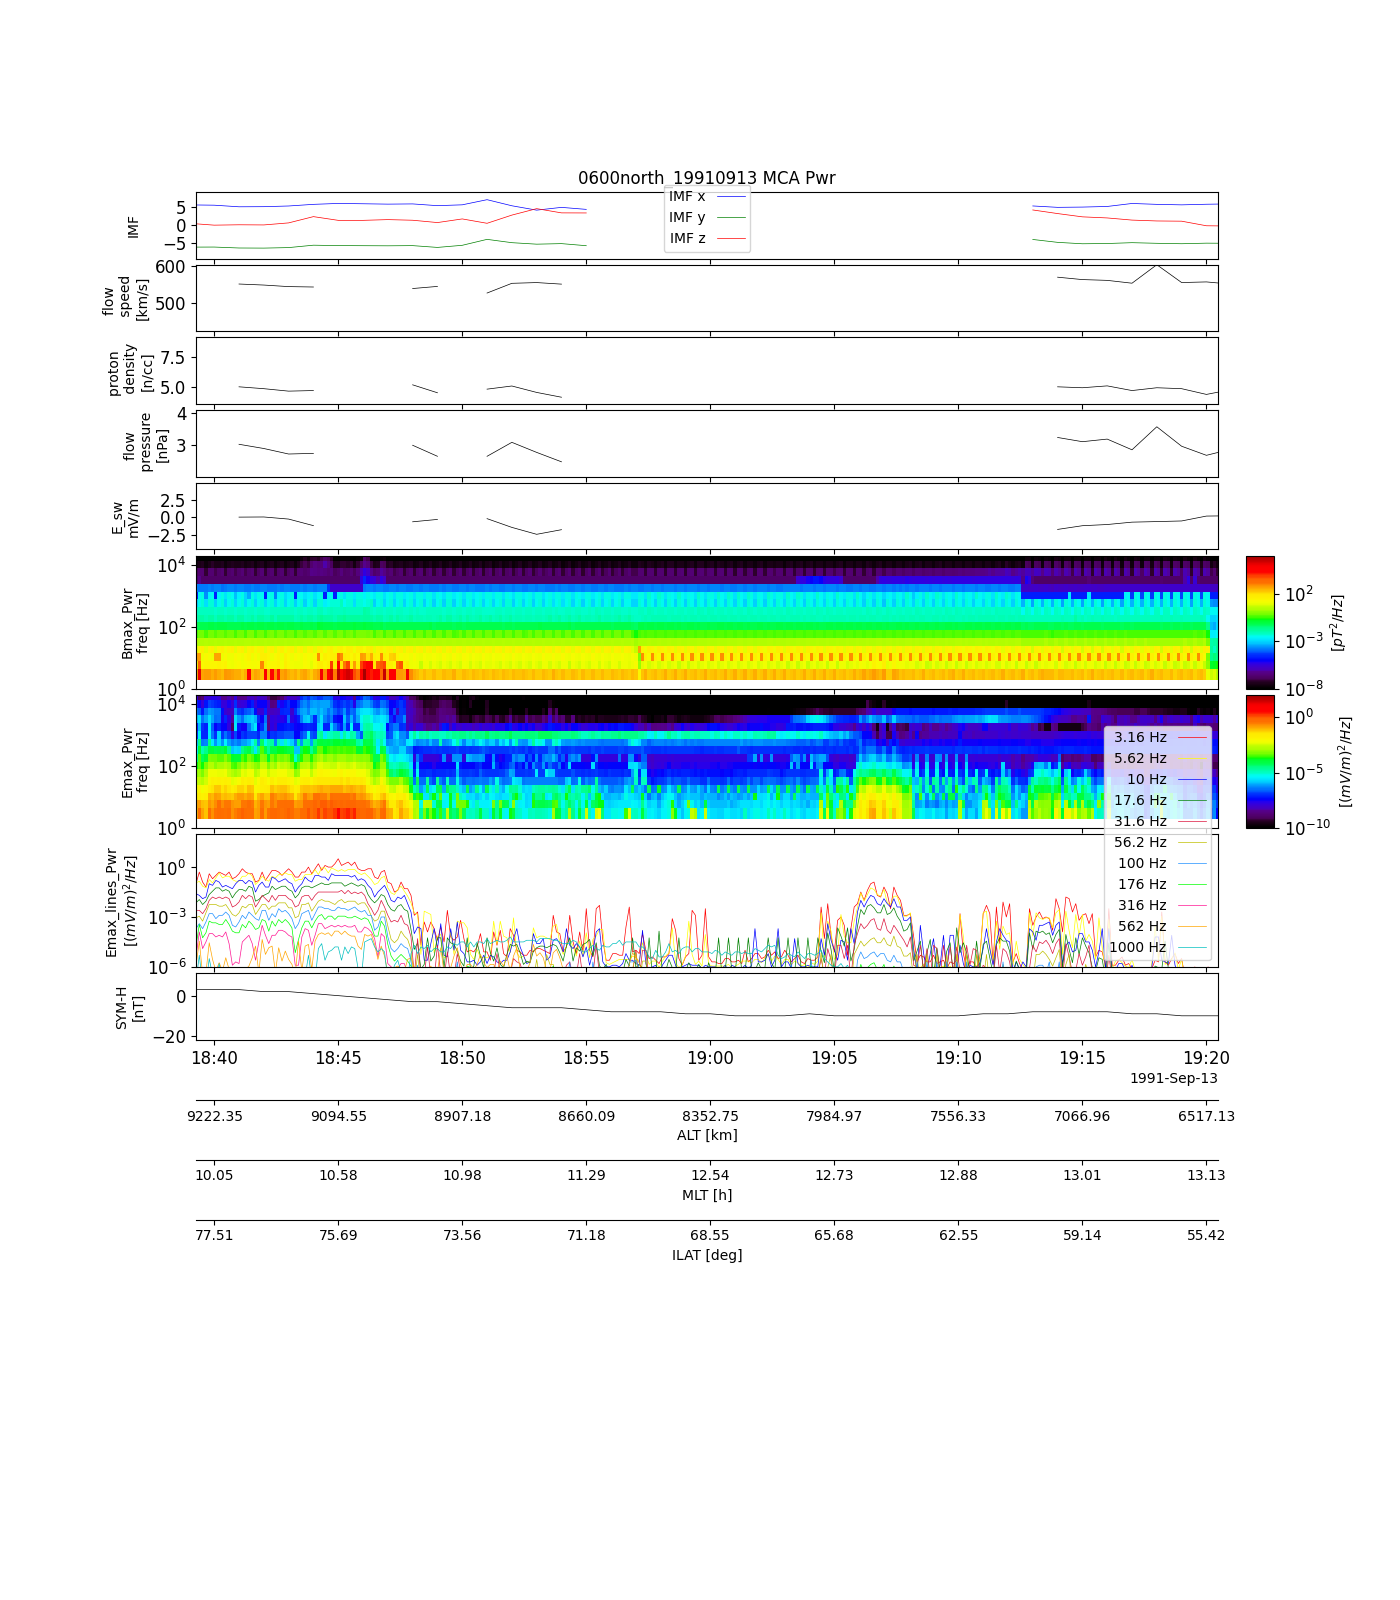 0600north_19910913 MCA Pwr
IMF
5
0
−5
IMF x
IMF y
IMF z
flow
speed
[km/s]
600
500
proton
density
[n/cc]
7.5
5.0
flow
pressure
[nPa]
4
3
E_sw
mV/m
2.5
0.0
−2.5
Bmax_Pwr
freq [Hz]
10^4
10^2
10^0
10^2
10^−3
10^−8
[pT^2/Hz]
Emax_Pwr
freq [Hz]
10^4
10^2
10^0
10^0
10^−5
10^−10
[(mV/m)^2/Hz]
3.16 Hz
5.62 Hz
10 Hz
17.6 Hz
31.6 Hz
56.2 Hz
100 Hz
176 Hz
316 Hz
562 Hz
1000 Hz
Emax_lines_Pwr
[(mV/m)^2/Hz]
10^0
10^−3
10^−6
SYM-H
[nT]
0
−20
18:40 18:45 18:50 18:55 19:00 19:05 19:10 19:15 19:20
1991-Sep-13
9222.35 9094.55 8907.18 8660.09 8352.75 7984.97 7556.33 7066.96 6517.13
ALT [km]
10.05 10.58 10.98 11.29 12.54 12.73 12.88 13.01 13.13
MLT [h]
77.51 75.69 73.56 71.18 68.55 65.68 62.55 59.14 55.42
ILAT [deg]